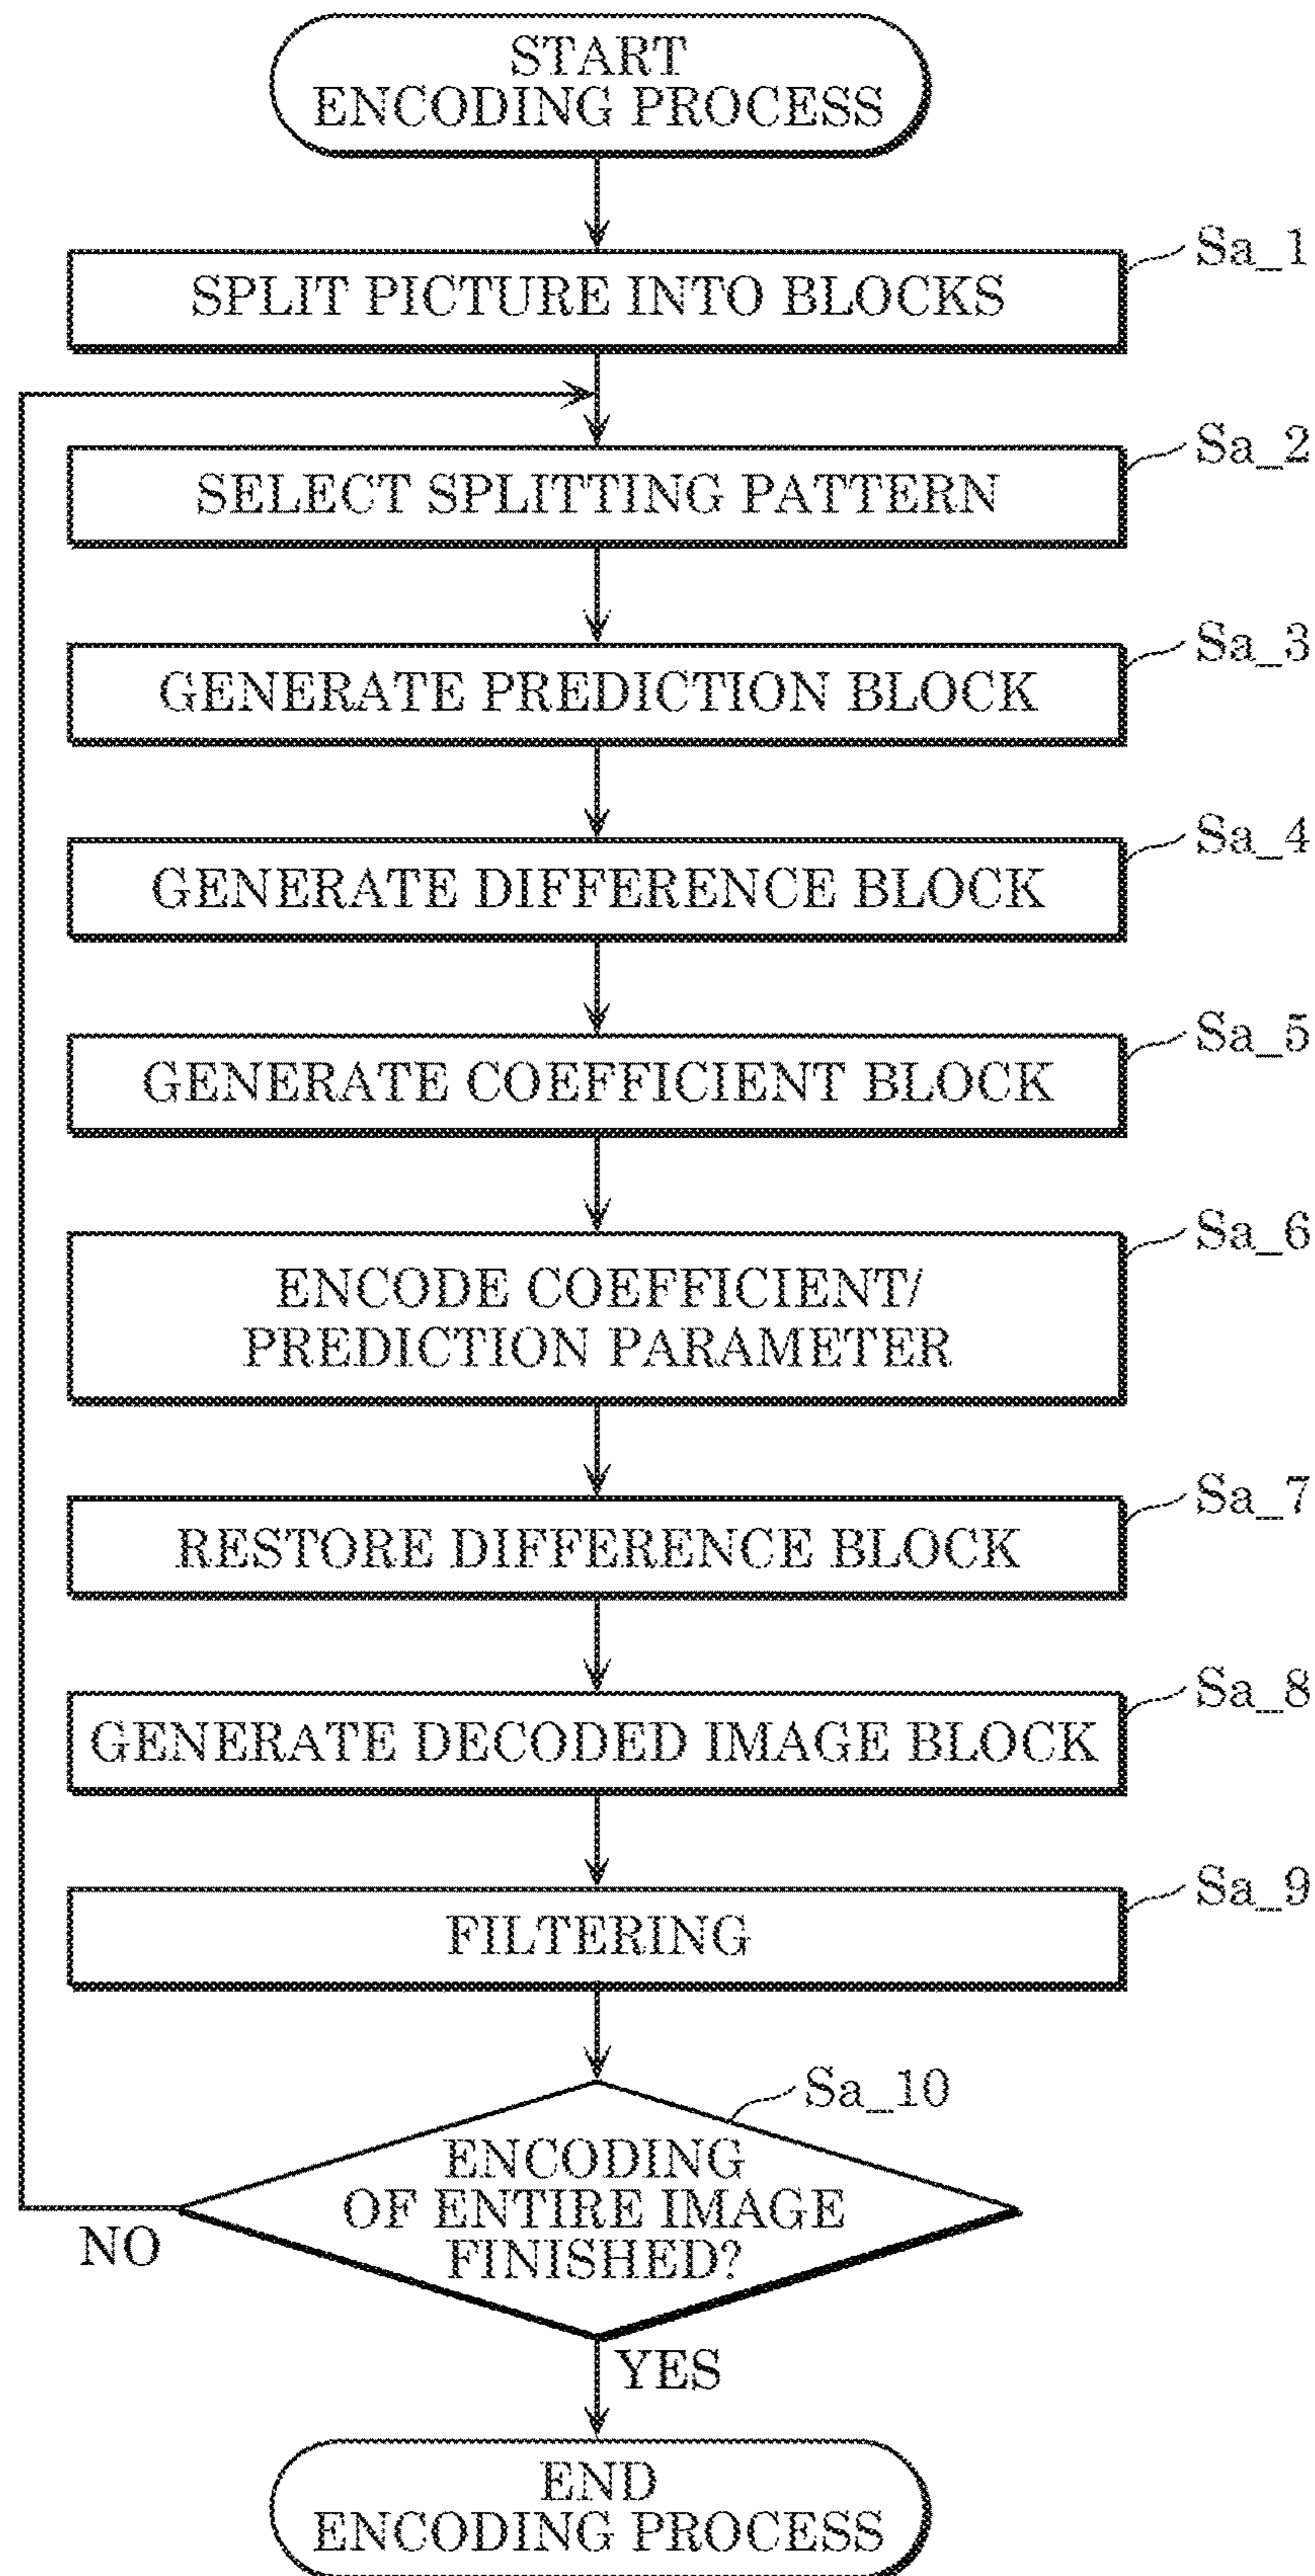 START
ENCODING PROCESS
Sa_1
SPLIT PICTURE INTO BLOCKS
Sa_2
SELECT SPLITTING PATTERN
Sa_3
GENERATE PREDICTION BLOCK
Sa_4
GENERATE DIFFERENCE BLOCK
Sa_5
GENERATE COEFFICIENT BLOCK
Sa_6
ENCODE COEFFICIENT/
PREDICTION PARAMETER
Sa_7
RESTORE DIFFERENCE BLOCK
Sa_8
GENERATE DECODED IMAGE BLOCK
Sa_9
FILTERING
Sa_10
ENCODING
OF ENTIRE IMAGE
FINISHED?
NO
YES
END
ENCODING PROCESS